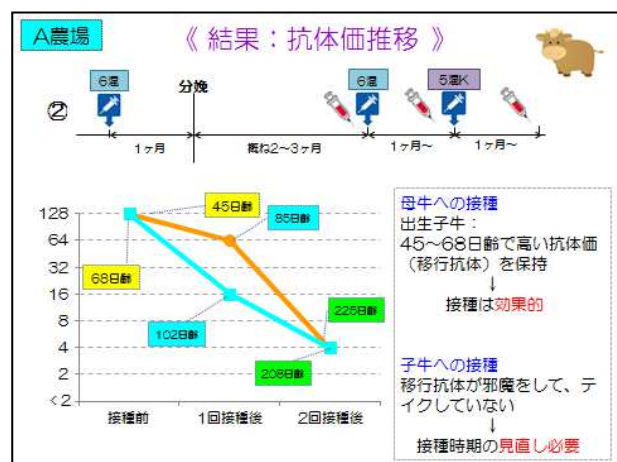 A農場
《 結果：抗体価推移 》
②
6混
分娩
6混
5混K
1ヶ月
概ね2～3ヶ月
1ヶ月～
1ヶ月～
128
64
32
16
8
4
2
<2
45日齢
85日齢
68日齢
102日齢
225日齢
208日齢
接種前
1回接種後
2回接種後
母牛への接種
出生子牛：
45～68日齢で高い抗体価
（移行抗体）を保持
↓
接種は効果的
子牛への接種
移行抗体が邪魔をして、テ
イクしていない
↓
接種時期の見直し必要